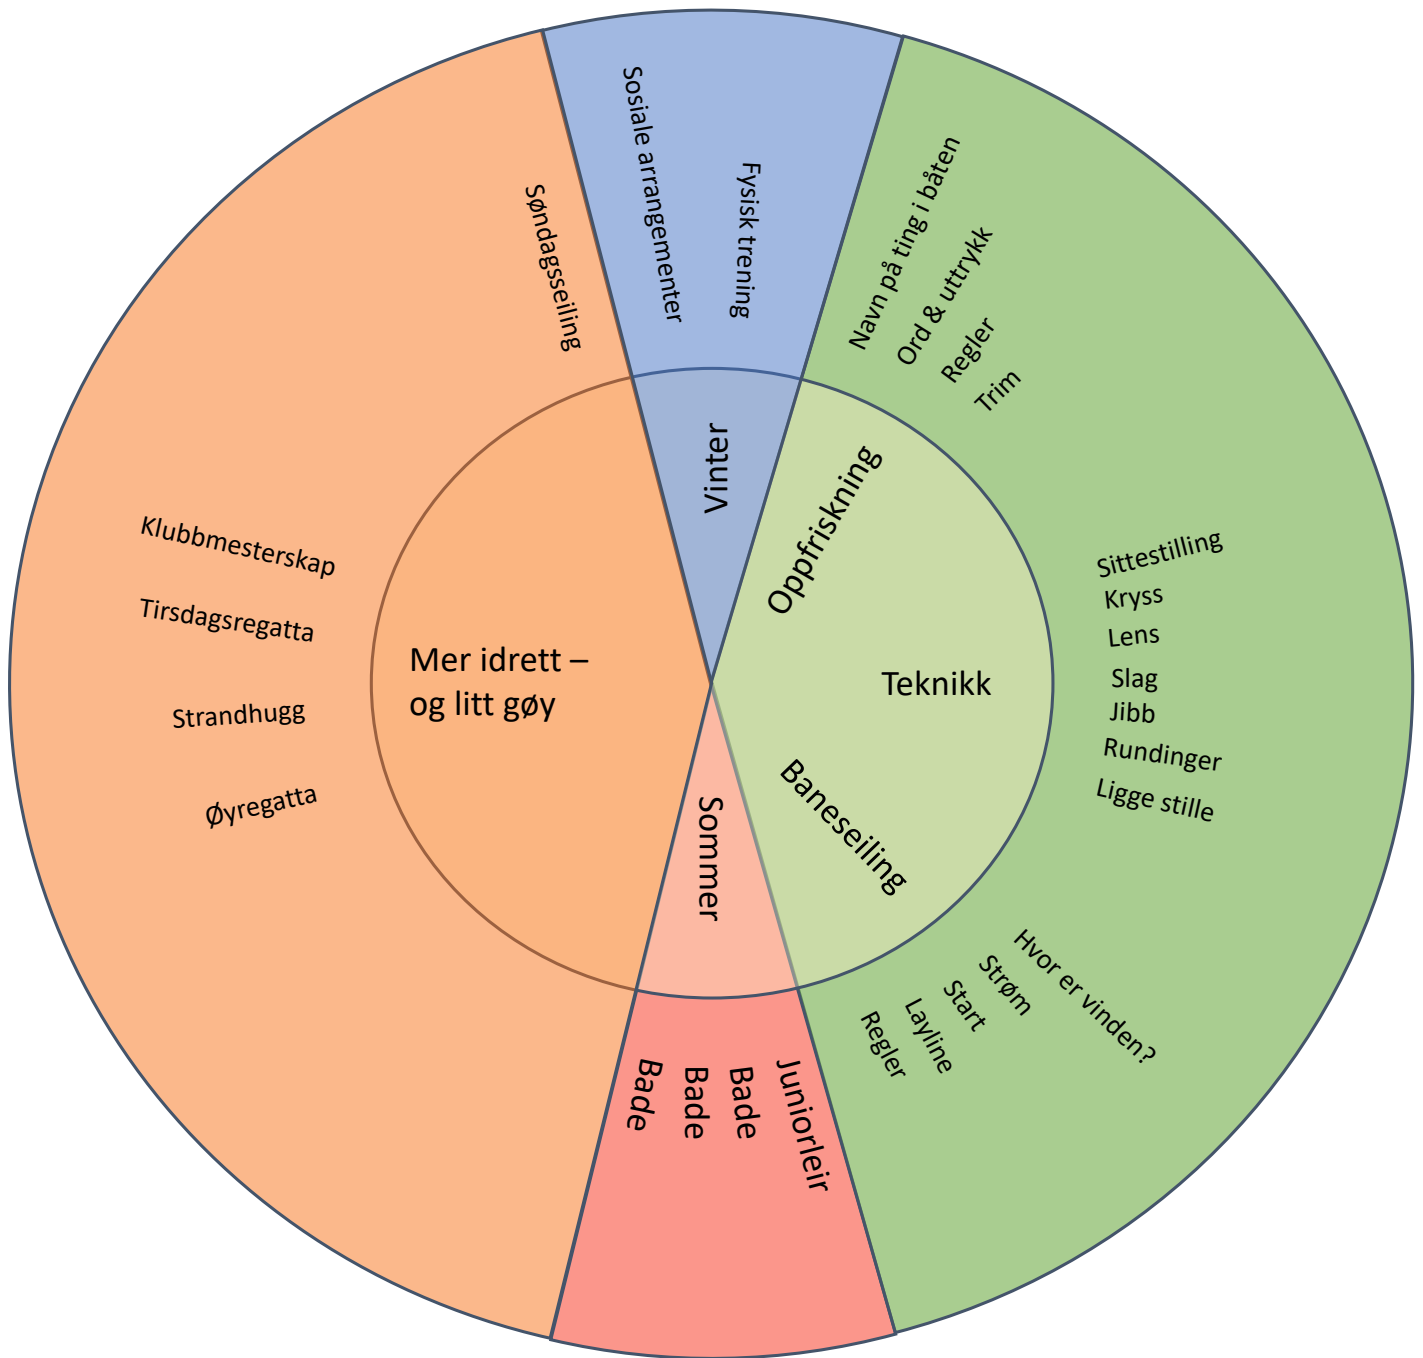 Sosiale arrangementer
Fysisk trening
Vinter
Navn på ting i båten
Ord & uttrykk
Regler
Trim
Oppfriskning
Teknikk
Sittestilling
Kryss
Lens
Slag
Jibb
Rundinger
Ligge stille
Baneseiling
Hvor er vinden?
Strøm
Start
Layline
Regler
Sommer
Juniorleir
Bade
Bade
Bade
Mer idrett –
og litt gøy
Øyregatta
Strandhugg
Tirsdagsregatta
Klubbmesterskap
Søndagsseiling